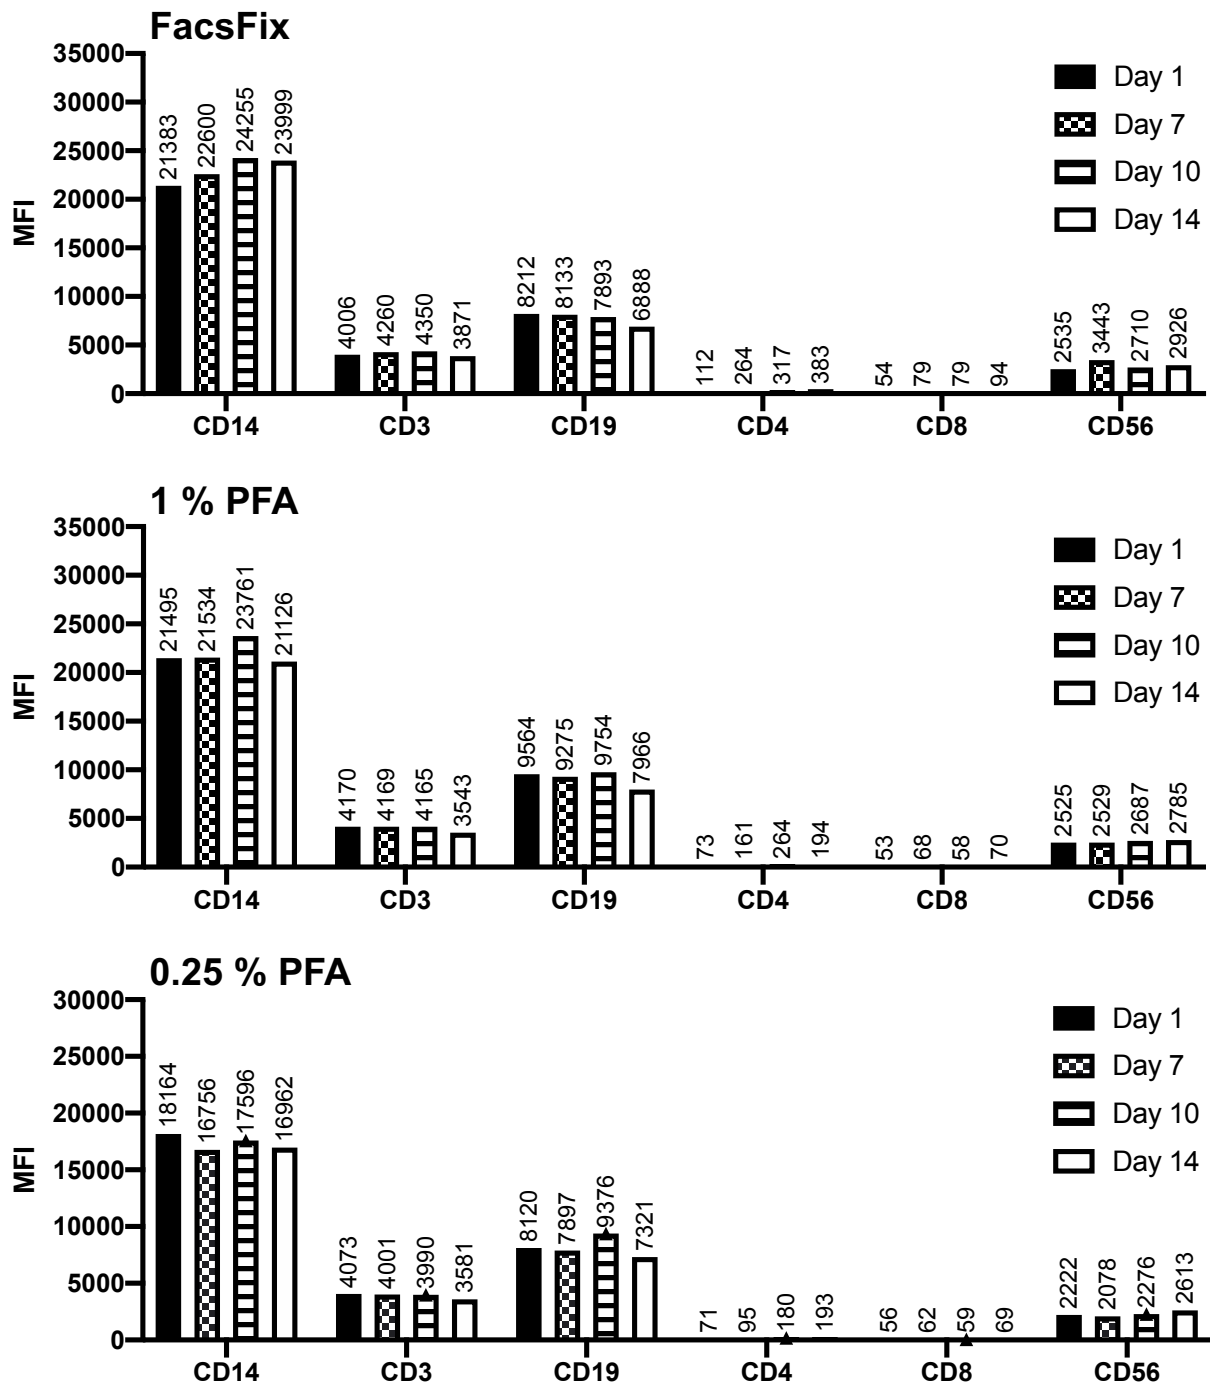 FacsFix
35000
30000
25000
20000
15000
10000
5000
0
MFI
21383 22600 24255 23999
4006 4260 4350 3871
8212 8133 7893 6888
112 264 317 383
54 79 79 94
2535 3443 2710 2926
CD14 CD3 CD19 CD4 CD8 CD56
Day 1
Day 7
Day 10
Day 14
1 % PFA
35000
30000
25000
20000
15000
10000
5000
0
MFI
21495 21534 23761 21126
4170 4169 4165 3543
9564 9275 9754 7966
73 161 264 194
53 68 58 70
2525 2529 2687 2785
CD14 CD3 CD19 CD4 CD8 CD56
Day 1
Day 7
Day 10
Day 14
0.25 % PFA
30000
25000
20000
15000
10000
5000
0
MFI
18164 16756 17596 16962
4073 4001 3990 3581
8120 7897 9376 7321
71 95 180 193
56 62 59 69
2222 2078 2276 2613
CD14 CD3 CD19 CD4 CD8 CD56
Day 1
Day 7
Day 10
Day 14